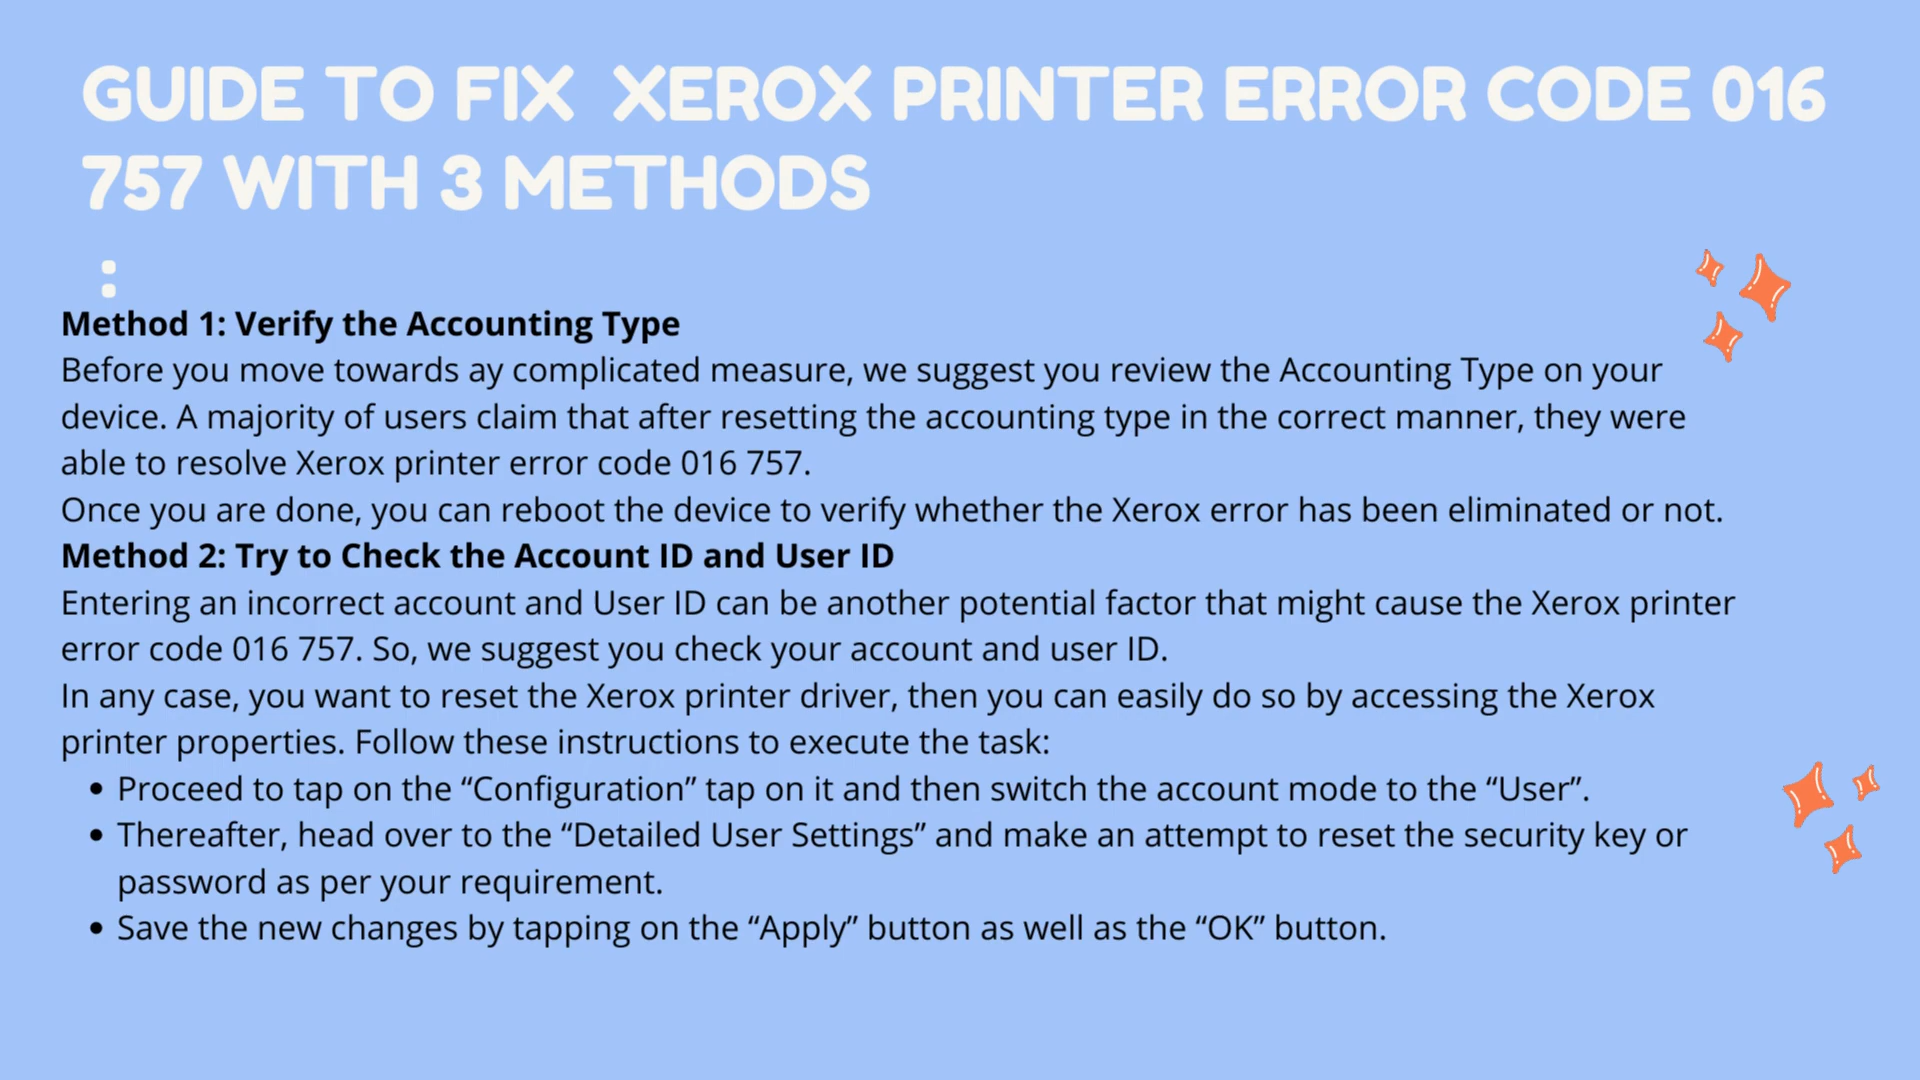 GUIDE TO FIX XEROX PRINTER ERROR CODE 016
757 WITH 3 METHODS
:
Method 1: Verify the Accounting Type
Before you move towards ay complicated measure, we suggest you review the Accounting Type on your
device. A majority of users claim that after resetting the accounting type in the correct manner, they were
able to resolve Xerox printer error code 016 757.
Once you are done, you can reboot the device to verify whether the Xerox error has been eliminated or not.
Method 2: Try to Check the Account ID and User ID
Entering an incorrect account and User ID can be another potential factor that might cause the Xerox printer
error code 016 757. So, we suggest you check your account and user ID.
In any case, you want to reset the Xerox printer driver, then you can easily do so by accessing the Xerox
printer properties. Follow these instructions to execute the task:
• Proceed to tap on the “Configuration” tap on it and then switch the account mode to the “User”.
• Thereafter, head over to the “Detailed User Settings” and make an attempt to reset the security key or
password as per your requirement.
• Save the new changes by tapping on the “Apply” button as well as the “OK” button.